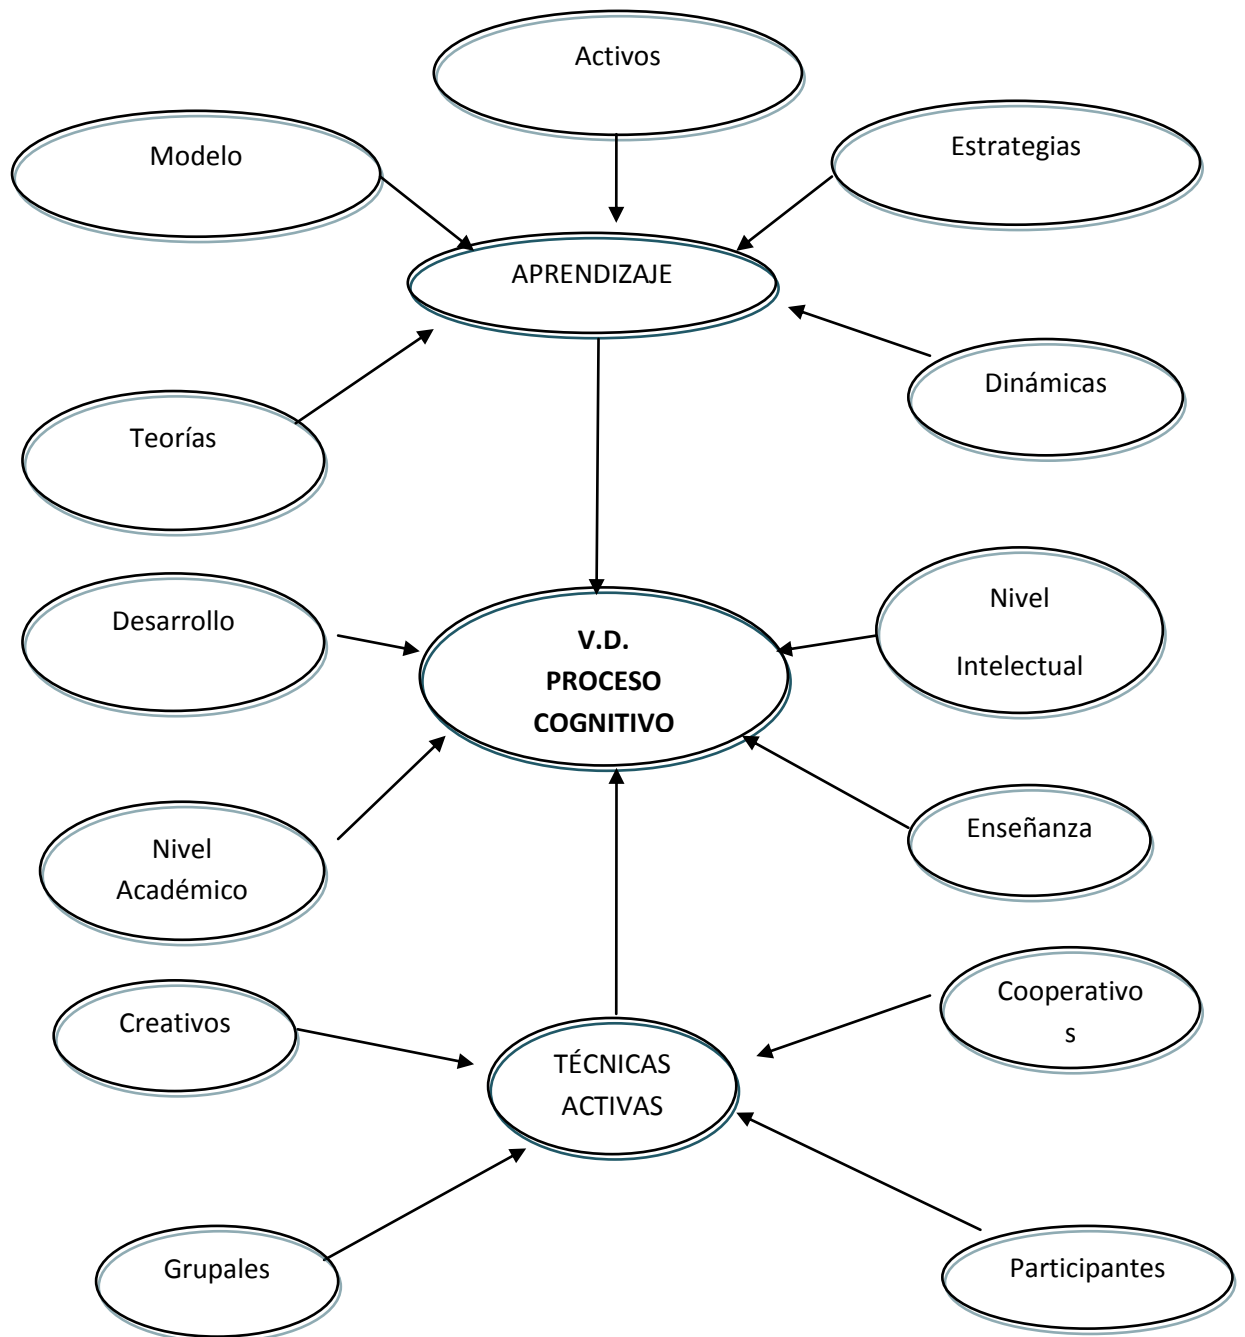 Activos
Modelo
Estrategias
APRENDIZAJE
Dinámicas
Teorías
Desarrollo
Nivel
Intelectual
V.D.
PROCESO
COGNITIVO
Nivel
Académico
Enseñanza
Creativos
Cooperativo
s
TÉCNICAS
ACTIVAS
Grupales
Participantes